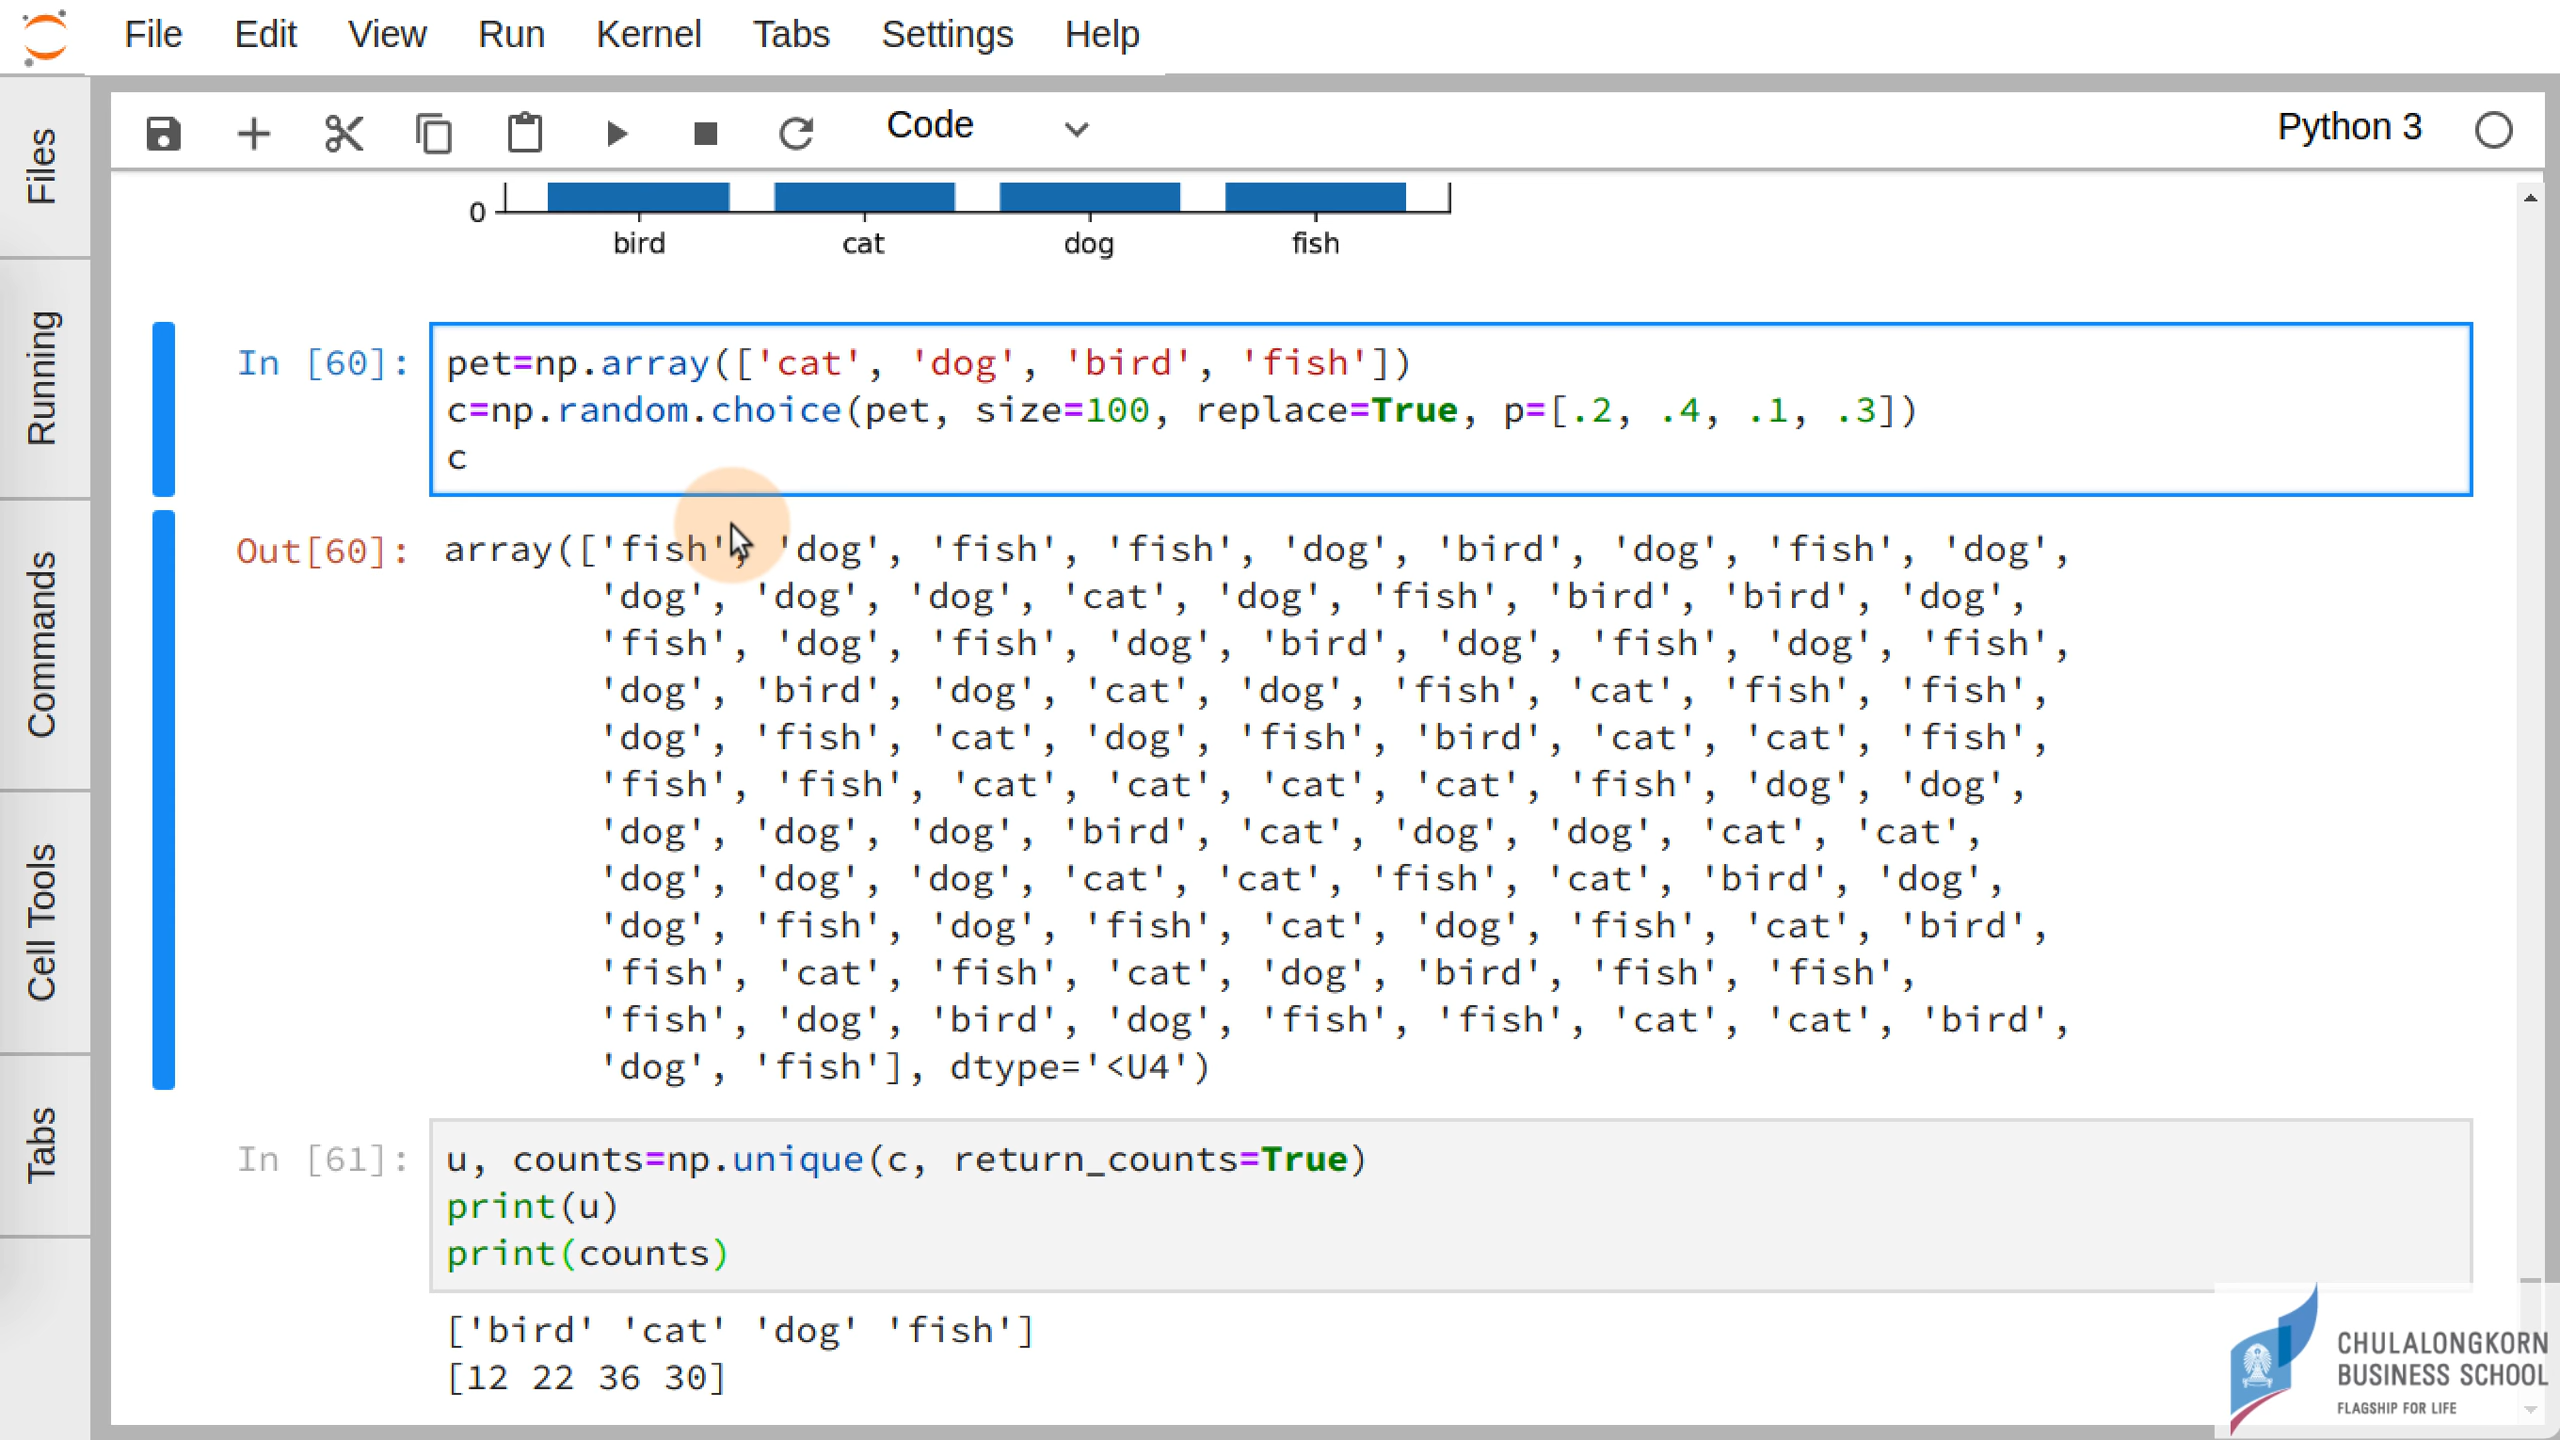 File Edit View Run Kernel Tabs Settings Help
Files
Running
Commands
Cell Tools
Tabs
Code
Python 3
0
bird cat dog fish
In [60]:
pet=np.array(['cat', 'dog', 'bird', 'fish'])
c=np.random.choice(pet, size=100, replace=True, p=[.2, .4, .1, .3])
c
Out[60]:
array(['fish', 'dog', 'fish', 'fish', 'dog', 'bird', 'dog', 'fish', 'dog',
'dog', 'dog', 'dog', 'cat', 'dog', 'fish', 'bird', 'bird', 'dog',
'fish', 'dog', 'fish', 'dog', 'bird', 'dog', 'fish', 'dog', 'fish',
'dog', 'bird', 'dog', 'cat', 'dog', 'fish', 'cat', 'fish', 'fish',
'dog', 'fish', 'cat', 'dog', 'fish', 'bird', 'cat', 'cat', 'fish',
'fish', 'fish', 'cat', 'cat', 'cat', 'cat', 'fish', 'dog', 'dog',
'dog', 'dog', 'dog', 'bird', 'cat', 'dog', 'dog', 'cat', 'cat',
'dog', 'dog', 'dog', 'cat', 'cat', 'fish', 'cat', 'bird', 'dog',
'dog', 'fish', 'dog', 'fish', 'cat', 'dog', 'fish', 'cat', 'bird',
'fish', 'cat', 'fish', 'cat', 'dog', 'bird', 'fish', 'fish',
'fish', 'dog', 'bird', 'dog', 'fish', 'fish', 'cat', 'cat', 'bird',
'dog', 'fish'], dtype='<U4')
In [61]:
u, counts=np.unique(c, return_counts=True)
print(u)
print(counts)
['bird' 'cat' 'dog' 'fish']
[12 22 36 30]
CHULALONGKORN
BUSINESS SCHOOL
FLAGSHIP FOR LIFE